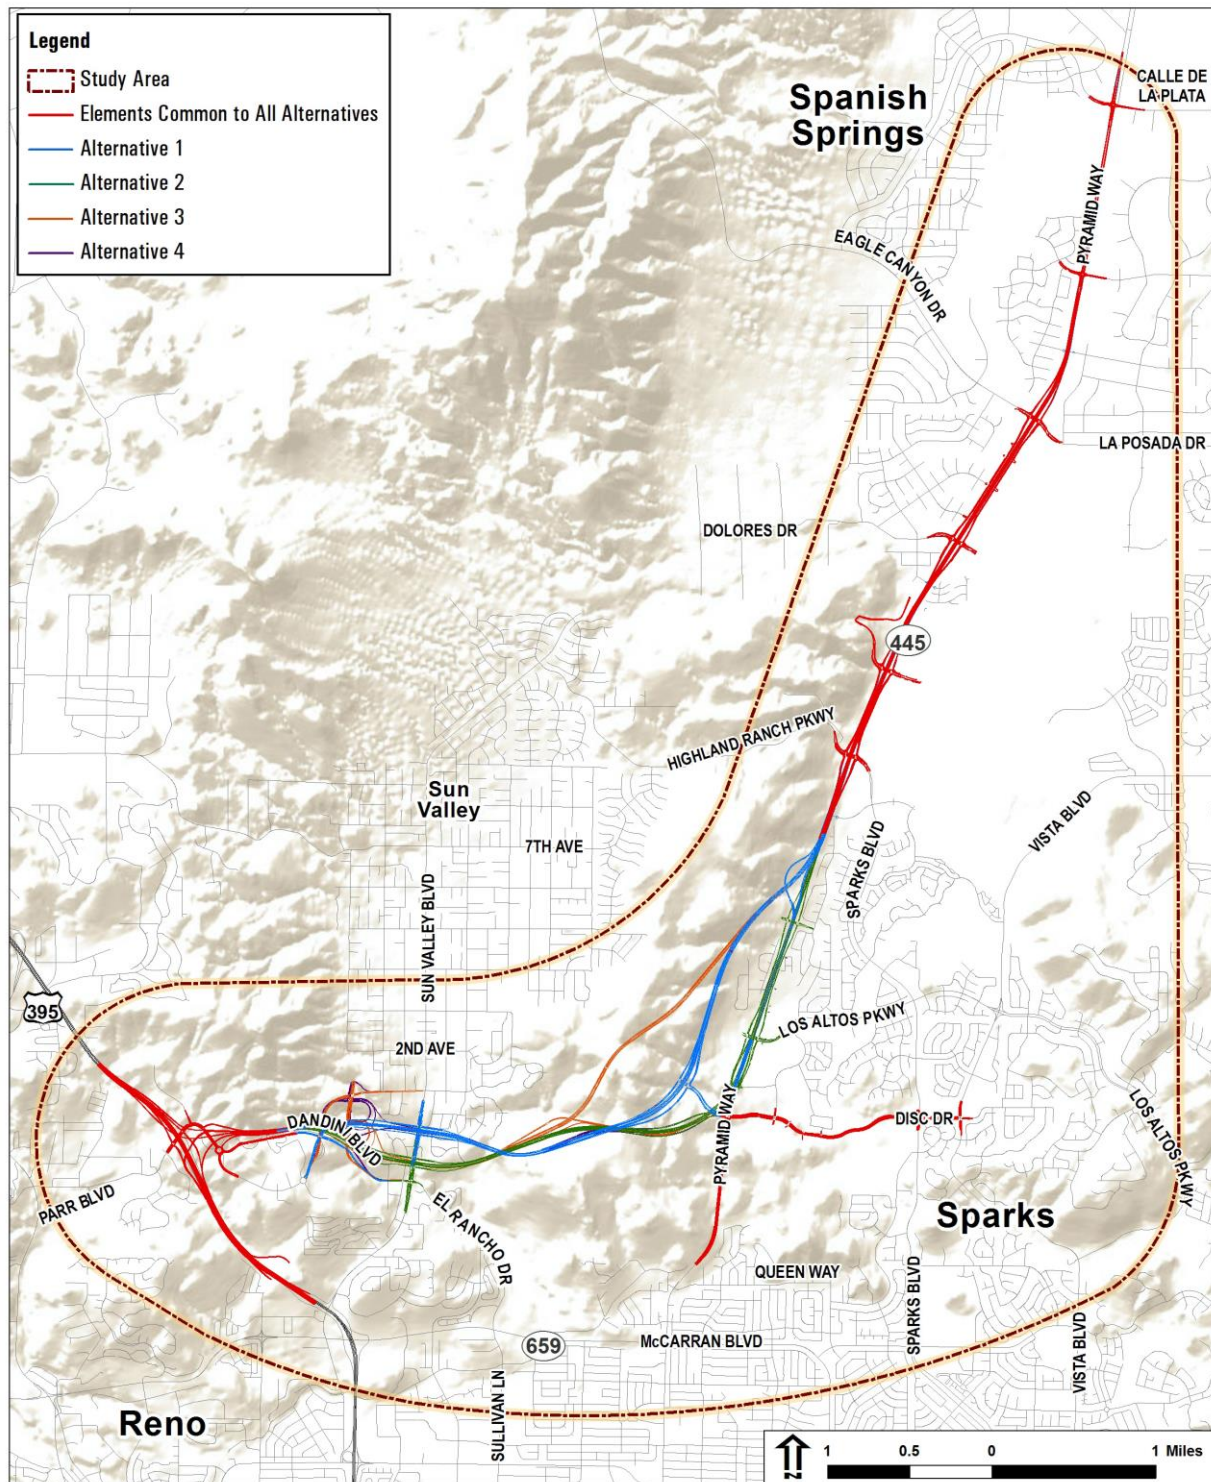 Legend
Study Area
Elements Common to All Alternatives
Alternative 1
Alternative 2
Alternative 3
Alternative 4
Spanish
Springs
CALLE DE
LA PLATA
PYRAMID WAY
EAGLE CANYON DR
LA POSADA DR
DOLORES DR
445
HIGHLAND RANCH PKWY
Sun
Valley
7TH AVE
SPARKS BLVD
VISTA BLVD
SUN VALLEY BLVD
395
LOS ALTOS PKWY
2ND AVE
DANDINI BLVD
PYRAMID WAY
DISC DR
LOS ALTOS PKWY
PARR BLVD
EL RANCHO DR
Sparks
QUEEN WAY
SPARKS BLVD
McCARRAN BLVD
659
VISTA BLVD
SULLIVAN LN
Reno
1 0.5 0 1 Miles